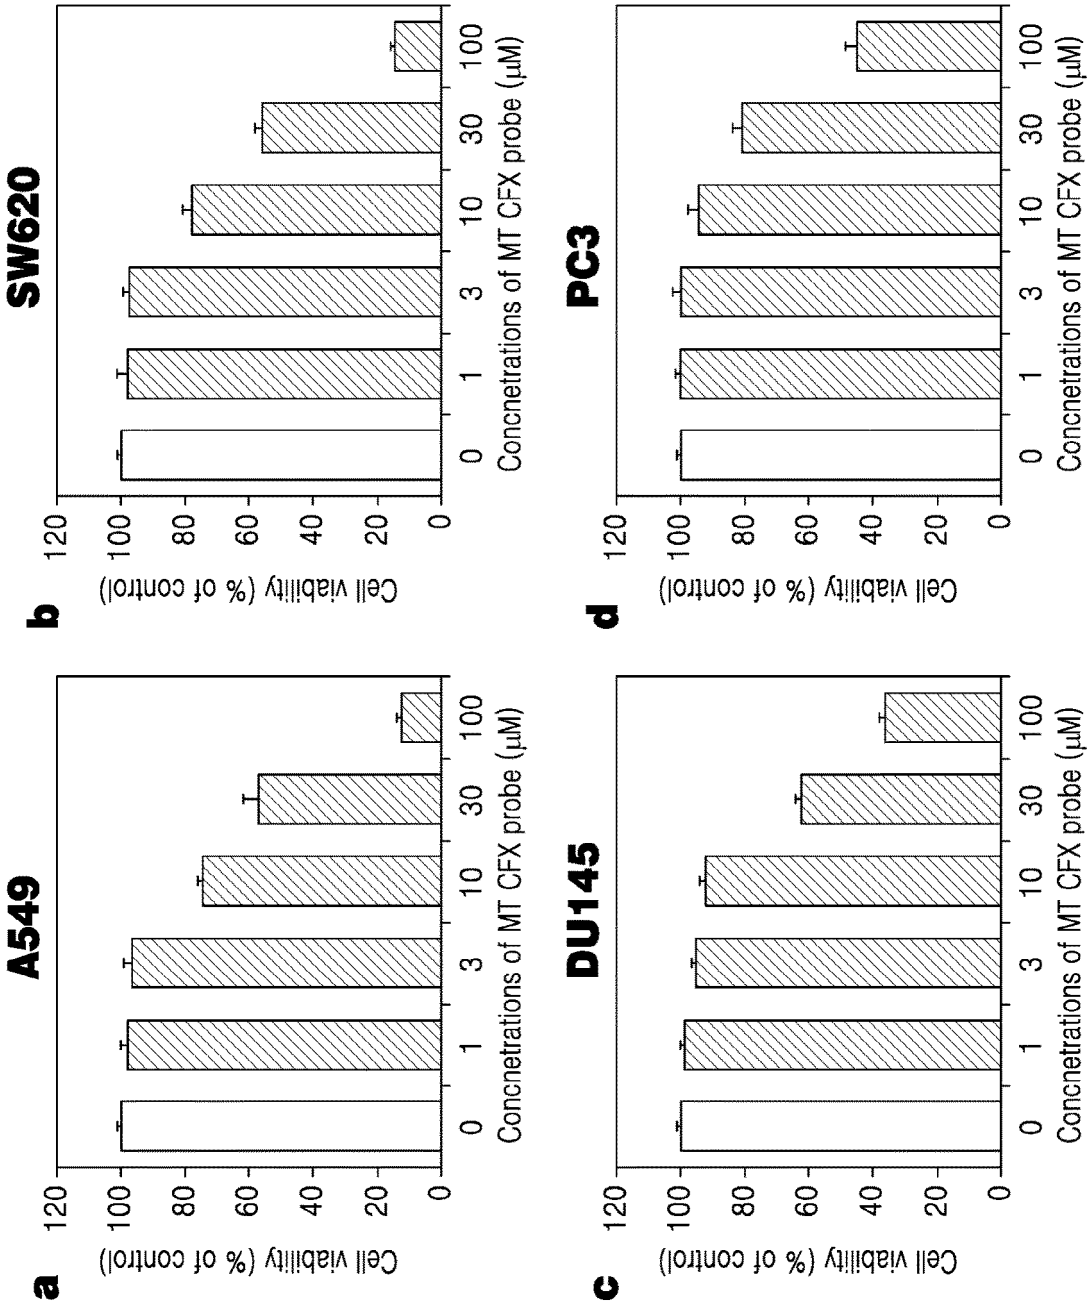 a
A549
Cell viability (% of control)
120
100
80
60
40
20
0
0 1 3 10 30 100
Concnetrations of MT CFX probe (μM)
b
SW620
Cell viability (% of control)
120
100
80
60
40
20
0
0 1 3 10 30 100
Concnetrations of MT CFX probe (μM)
c
DU145
Cell viability (% of control)
120
100
80
60
40
20
0
0 1 3 10 30 100
Concnetrations of MT CFX probe (μM)
d
PC3
Cell viability (% of control)
120
100
80
60
40
20
0
0 1 3 10 30 100
Concnetrations of MT CFX probe (μM)